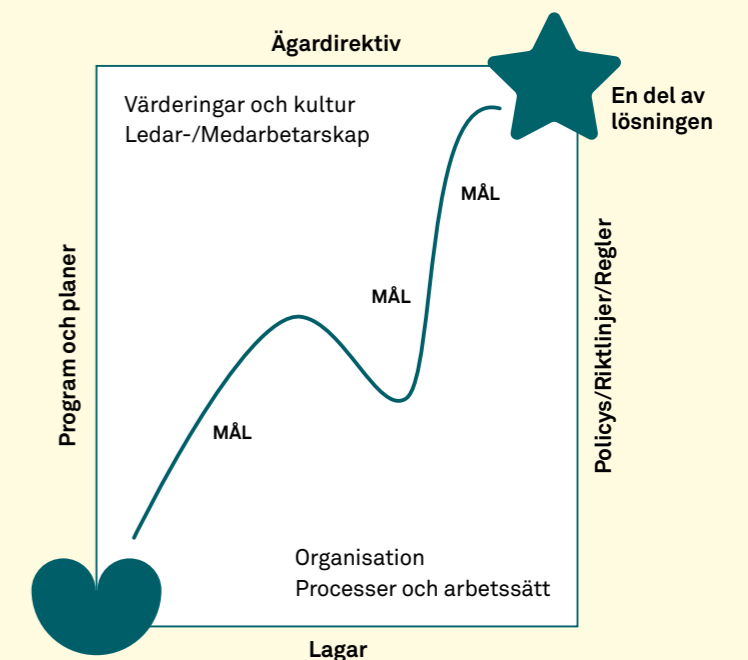 Ägardirektiv
Värderingar och kultur
Ledar-/Medarbetarskap
En del av
lösningen
MÅL
MÅL
MÅL
Program och planer
Policys/Riktlinjer/Regler
Organisation
Processer och arbetssätt
Lagar